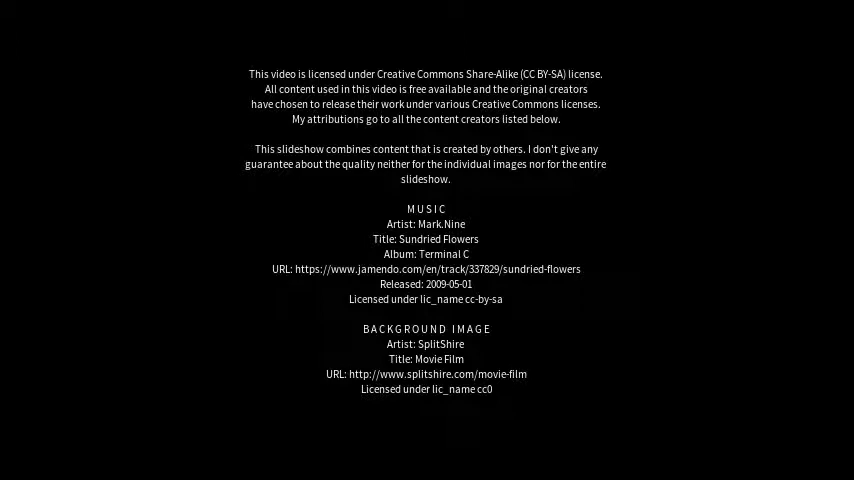 This video is licensed under Creative Commons Share-Alike (CC BY-SA) license.
All content used in this video is free available and the original creators
have chosen to release their work under various Creative Commons licenses.
My attributions go to all the content creators listed below.
This slideshow combines content that is created by others. I don't give any
guarantee about the quality neither for the individual images nor for the entire
slideshow.
MUSIC
Artist: Mark.Nine
Title: Sundried Flowers
Album: Terminal C
URL: https://www.jamendo.com/en/track/337829/sundried-flowers
Released: 2009-05-01
Licensed under lic_name cc-by-sa
BACKGROUND IMAGE
Artist: SplitShire
Title: Movie Film
URL: http://www.splitshire.com/movie-film
Licensed under lic_name cc0